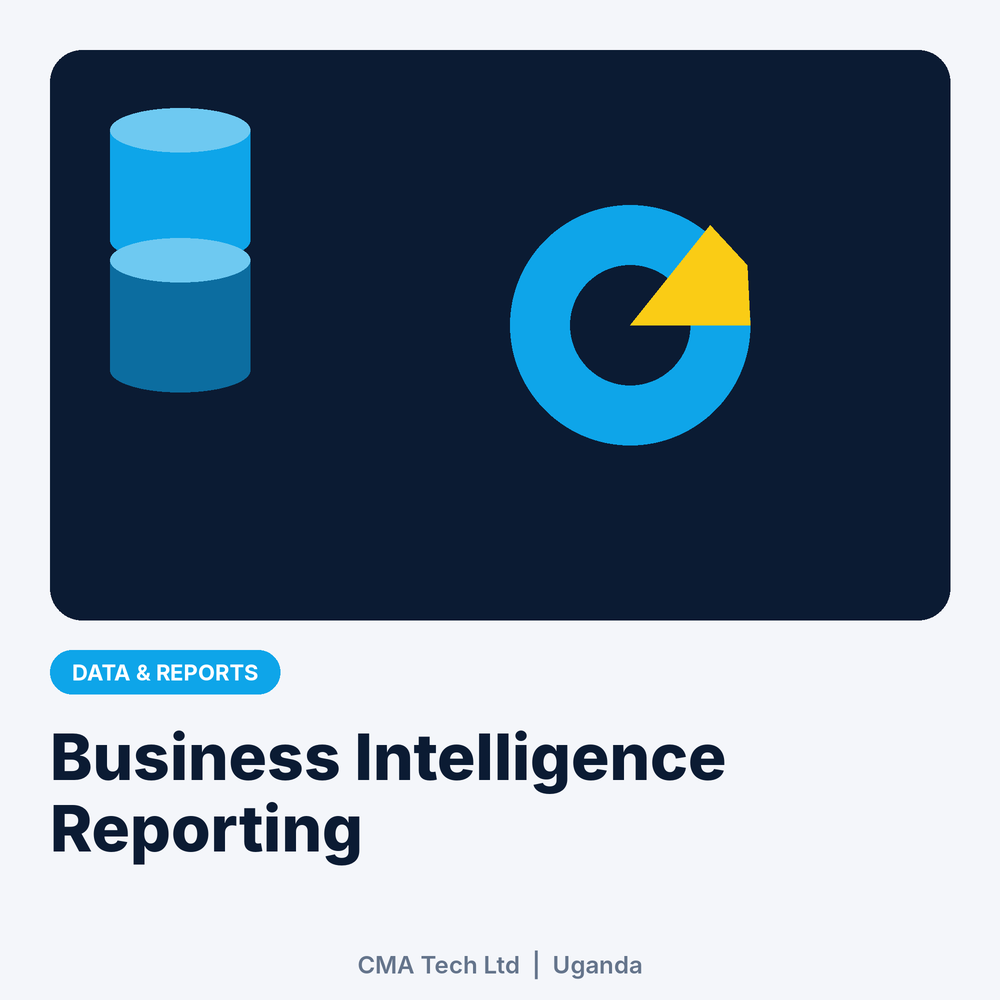 DATA & REPORTS
Business Intelligence
Reporting
CMA Tech Ltd | Uganda